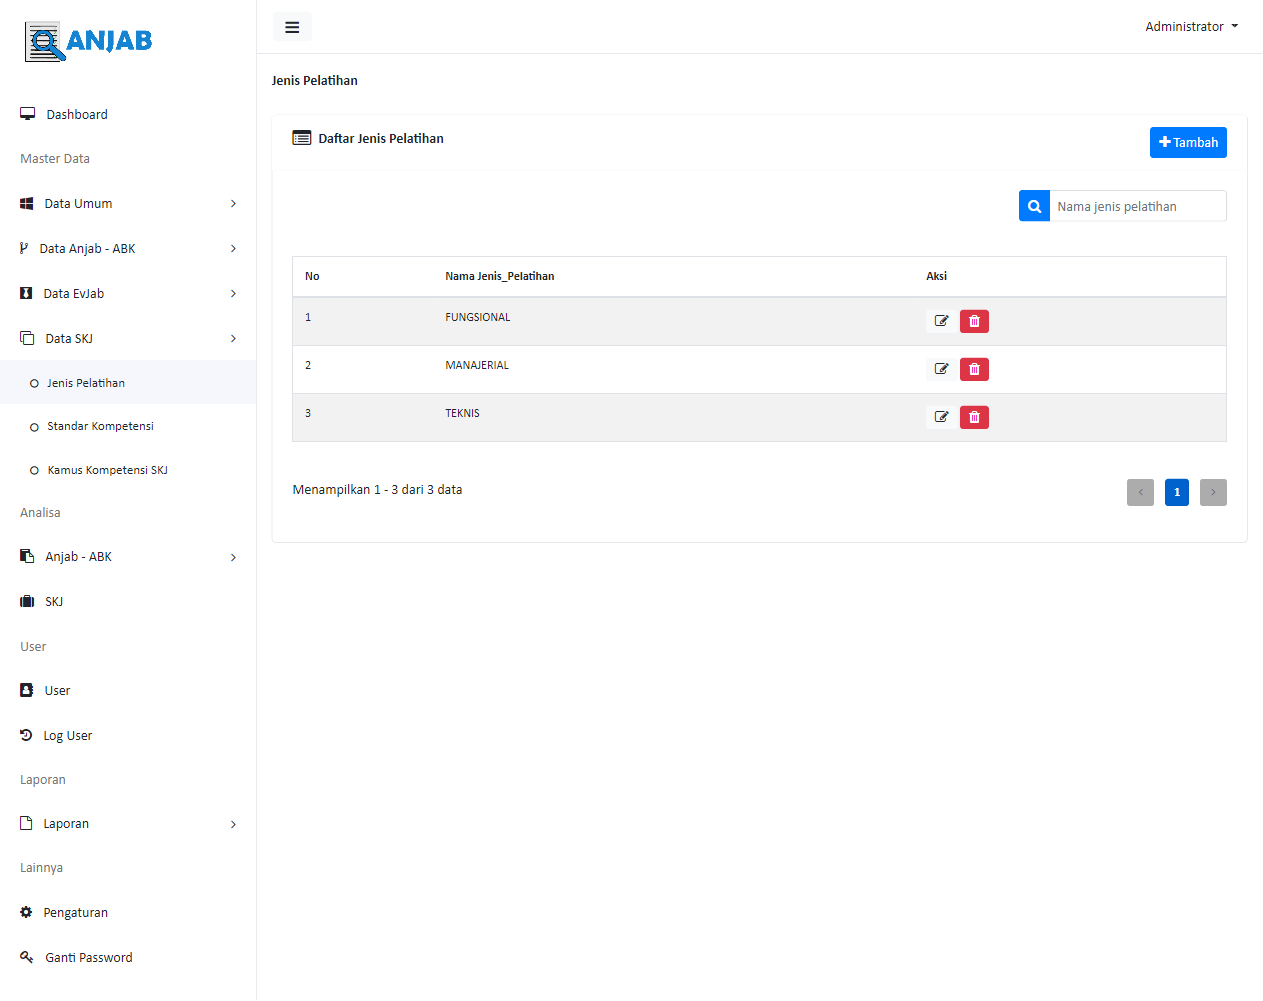 ANJAB
Administrator
Dashboard
Master Data
Data Umum
Data Anjab - ABK
Data EvJab
Data SKJ
Jenis Pelatihan
Standar Kompetensi
Kamus Kompetensi SKJ
Analisa
Anjab - ABK
SKJ
User
User
Log User
Laporan
Laporan
Lainnya
Pengaturan
Ganti Password
Jenis Pelatihan
Daftar Jenis Pelatihan
Tambah
Nama jenis pelatihan
No Nama Jenis_Pelatihan Aksi
1 FUNGSIONAL
2 MANAJERIAL
3 TEKNIS
Menampilkan 1 - 3 dari 3 data
‹ 1 ›